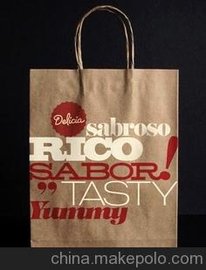 Delicia
sabroso
RICO
SABOR!
” TASTY
Yummy
china.makepolo.com